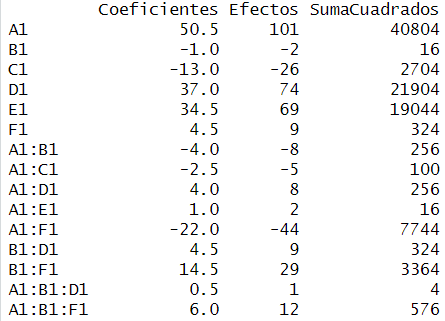 Coeficientes Efectos SumaCuadrados
A1 50.5 101 40804
B1 -1.0 -2 16
C1 -13.0 -26 2704
D1 37.0 74 21904
E1 34.5 69 19044
F1 4.5 9 324
A1:B1 -4.0 -8 256
A1:C1 -2.5 -5 100
A1:D1 4.0 8 256
A1:E1 1.0 2 16
A1:F1 -22.0 -44 7744
B1:D1 4.5 9 324
B1:F1 14.5 29 3364
A1:B1:D1 0.5 1 4
A1:B1:F1 6.0 12 576